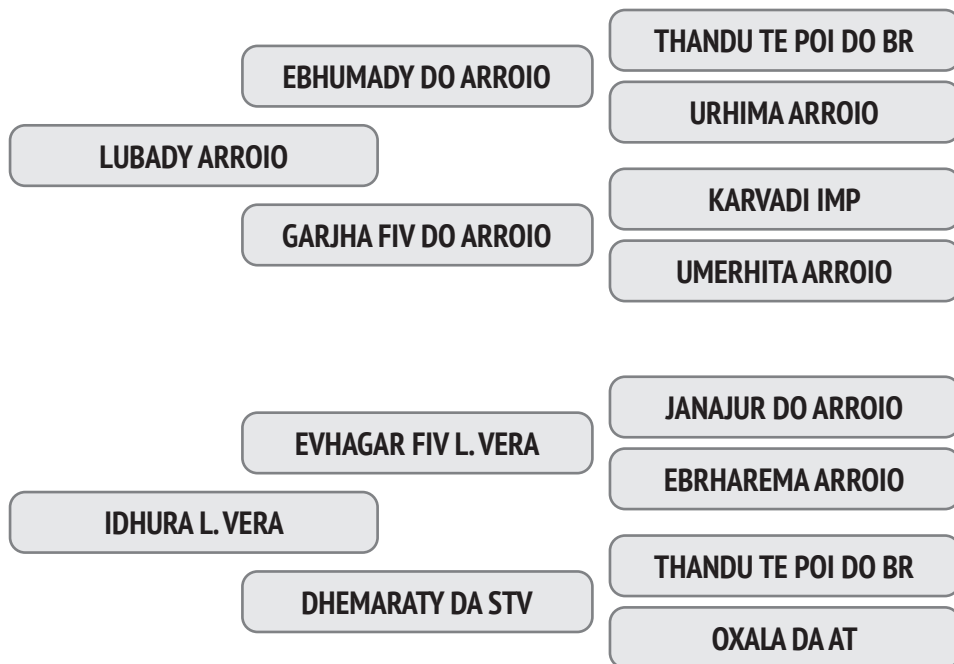 THANDU TE POI DO BR
EBHUMADY DO ARROIO
URHIMA ARROIO
LUBADY ARROIO
KARVADI IMP
GARJHA FIV DO ARROIO
UMERHITA ARROIO
JANAJUR DO ARROIO
EVHAGAR FIV L. VERA
EBRHAREMA ARROIO
IDHURA L. VERA
THANDU TE POI DO BR
DHEMARATY DA STV
OXALA DA AT